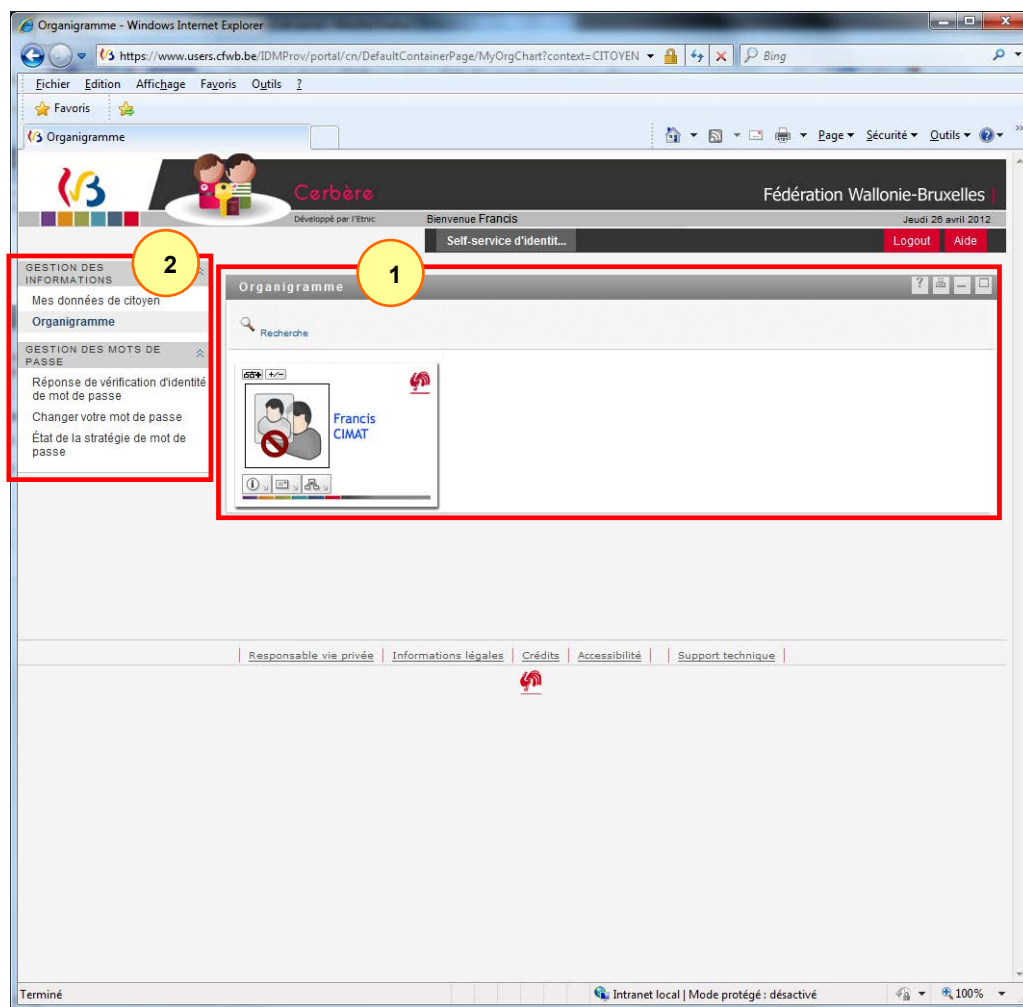 Organigramme - Windows Internet Explorer
https://www.users.cfwb.be/IDMProv/portal/cn/DefaultContainerPage/MyOrgChart?context=CITOYEN
Bing
Fichier Edition Affichage Favoris Outils ?
Favoris
Organigramme
Page Sécurité Outils
Cerbère
Fédération Wallonie-Bruxelles
Développé par l'Etnic
Bienvenue Francis
Jeudi 26 avril 2012
Self-service d'identit...
Logout Aide
2
1
GESTION DES
INFORMATIONS
Mes données de citoyen
Organigramme
GESTION DES MOTS DE
PASSE
Réponse de vérification d'identité
de mot de passe
Changer votre mot de passe
État de la stratégie de mot de
passe
Organigramme
Recherche
+/-
Francis
CIMAT
Responsable vie privée | Informations légales | Crédits | Accessibilité | | Support technique |
Terminé
Intranet local | Mode protégé : désactivé
100%